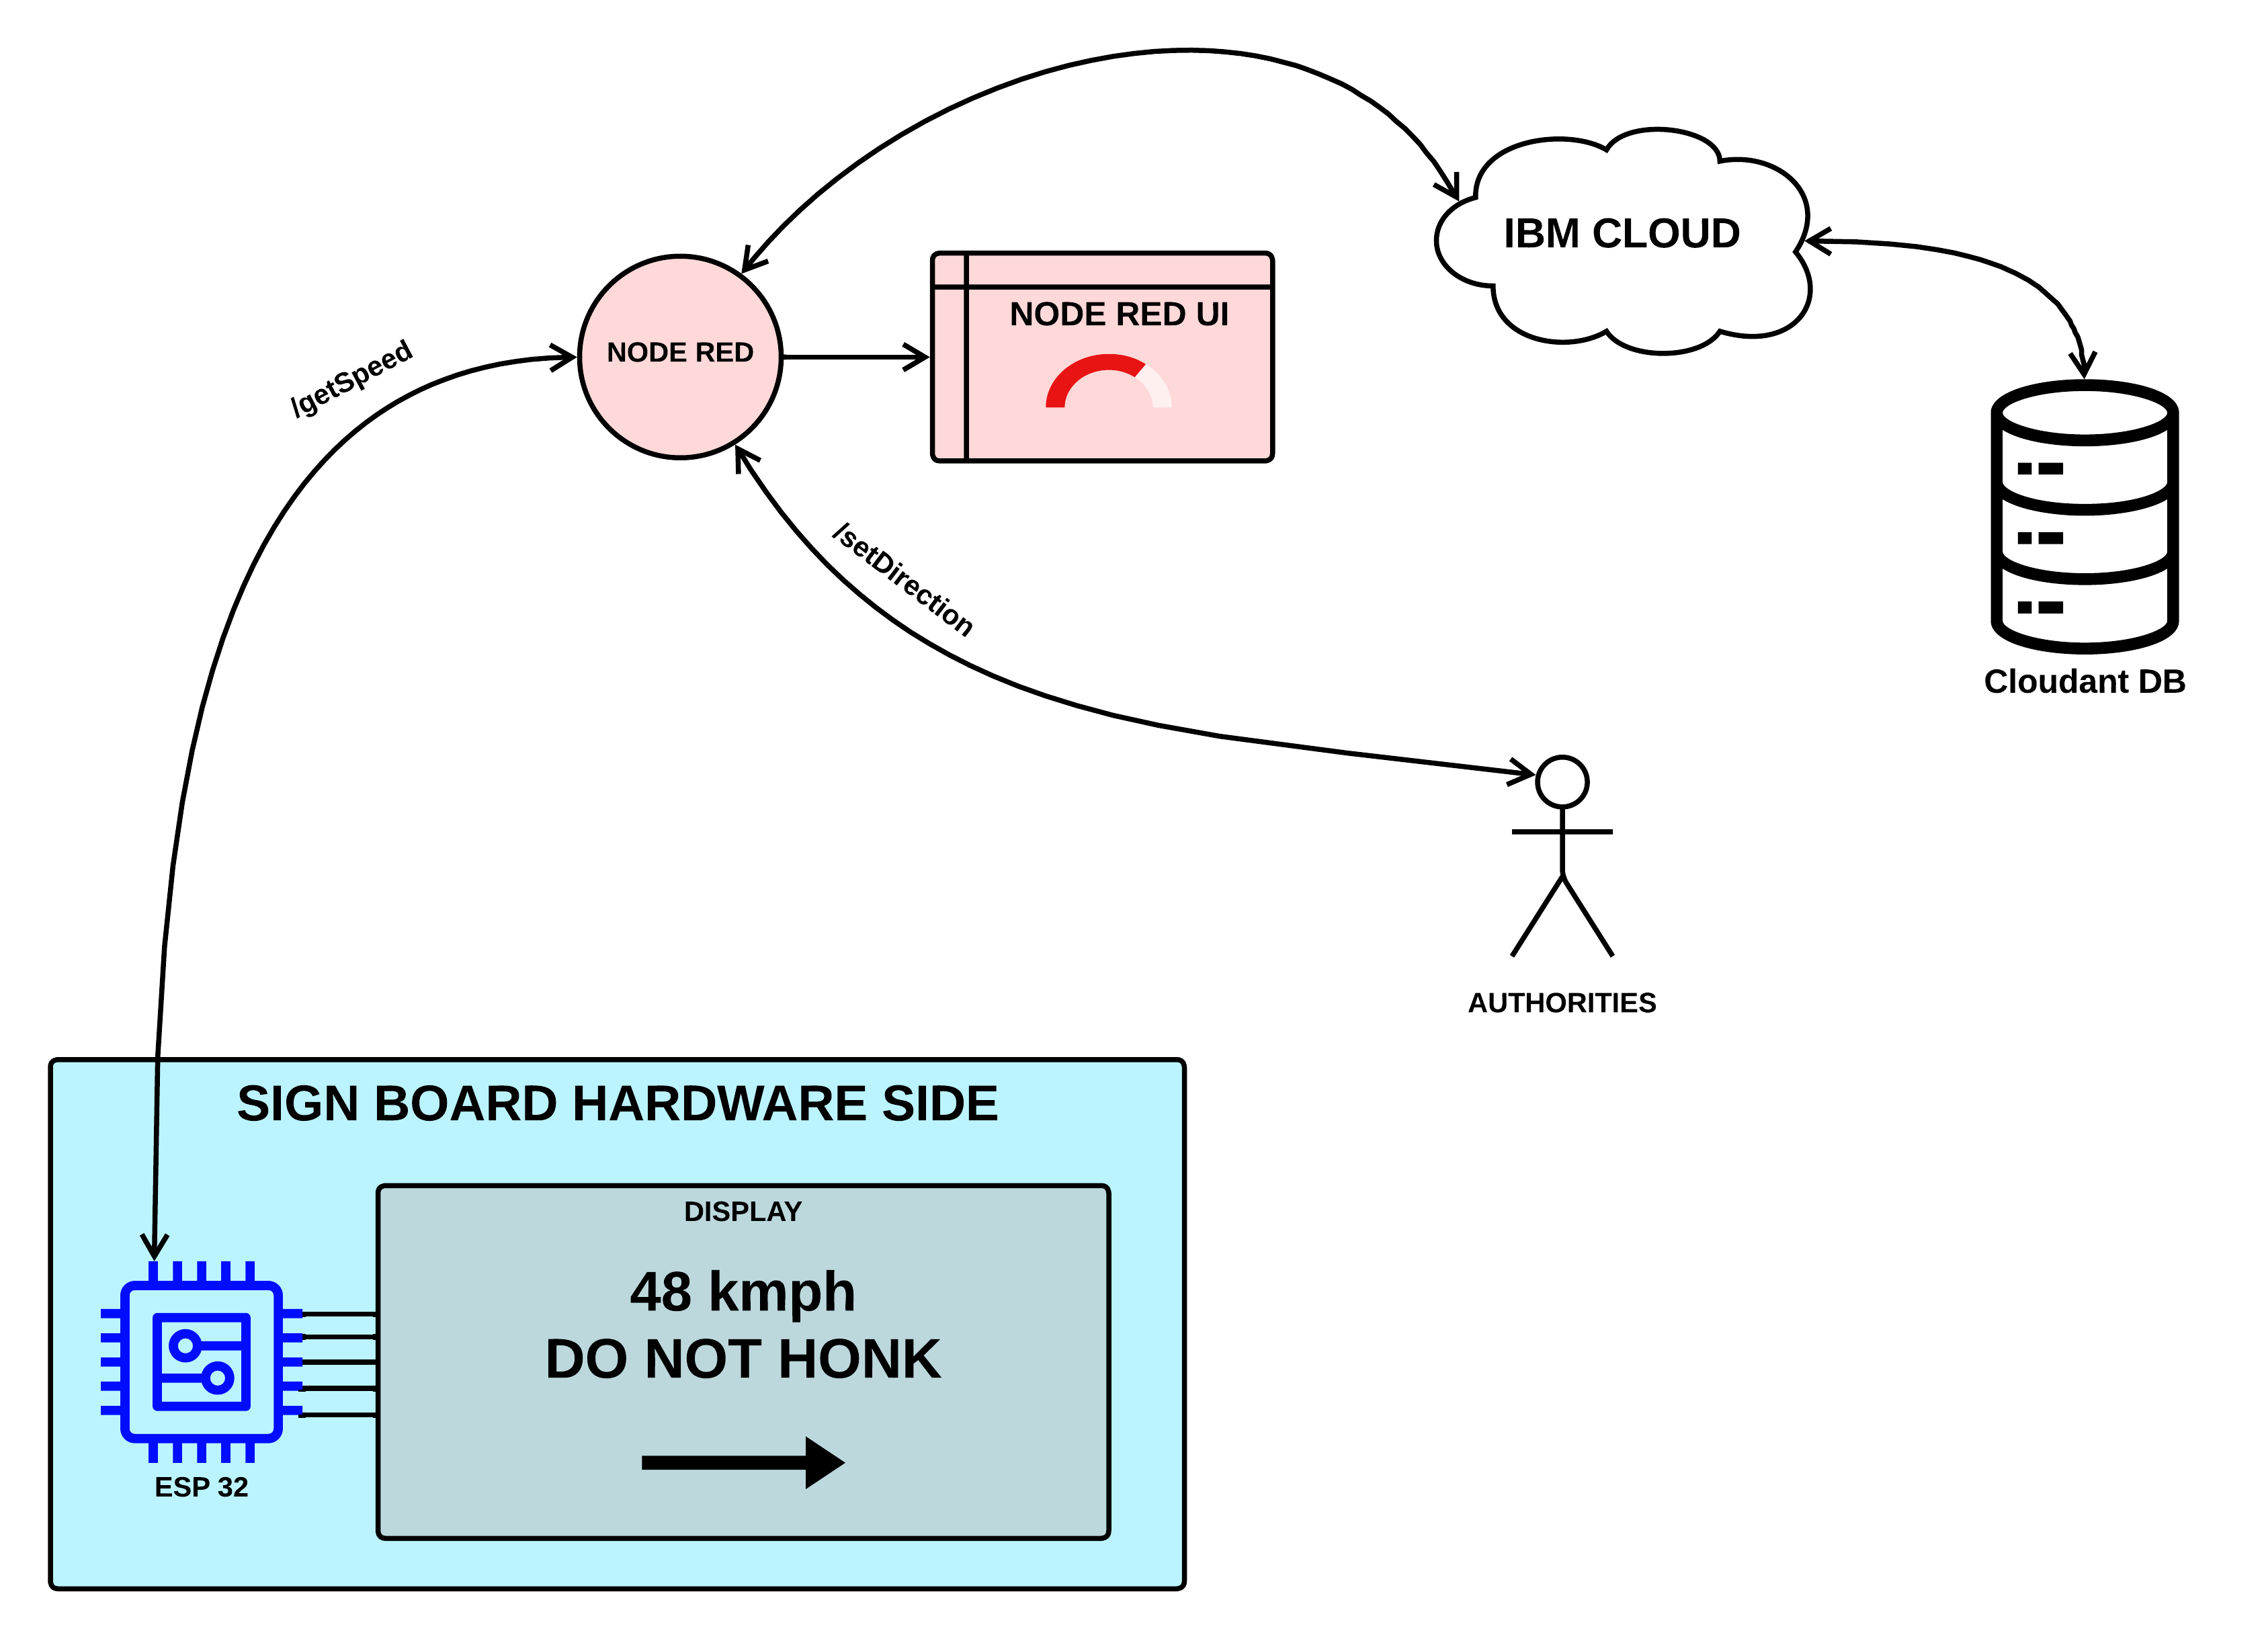 IBM CLOUD
NODE RED UI
NODE RED
/getSpeed
/setDirection
Cloudant DB
AUTHORITIES
SIGN BOARD HARDWARE SIDE
DISPLAY
48 kmph
DO NOT HONK
ESP 32